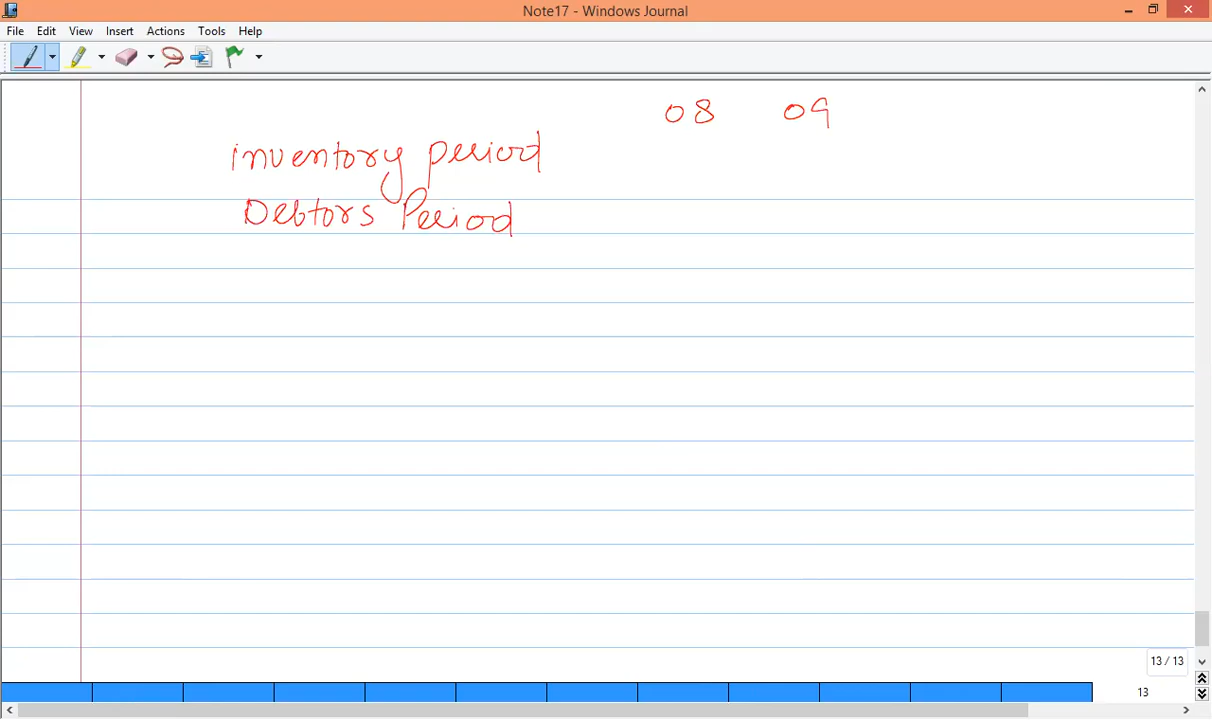 Note17 - Windows Journal
File Edit View Insert Actions Tools Help
08 09
inventory period
Debtors Period
13 / 13
13